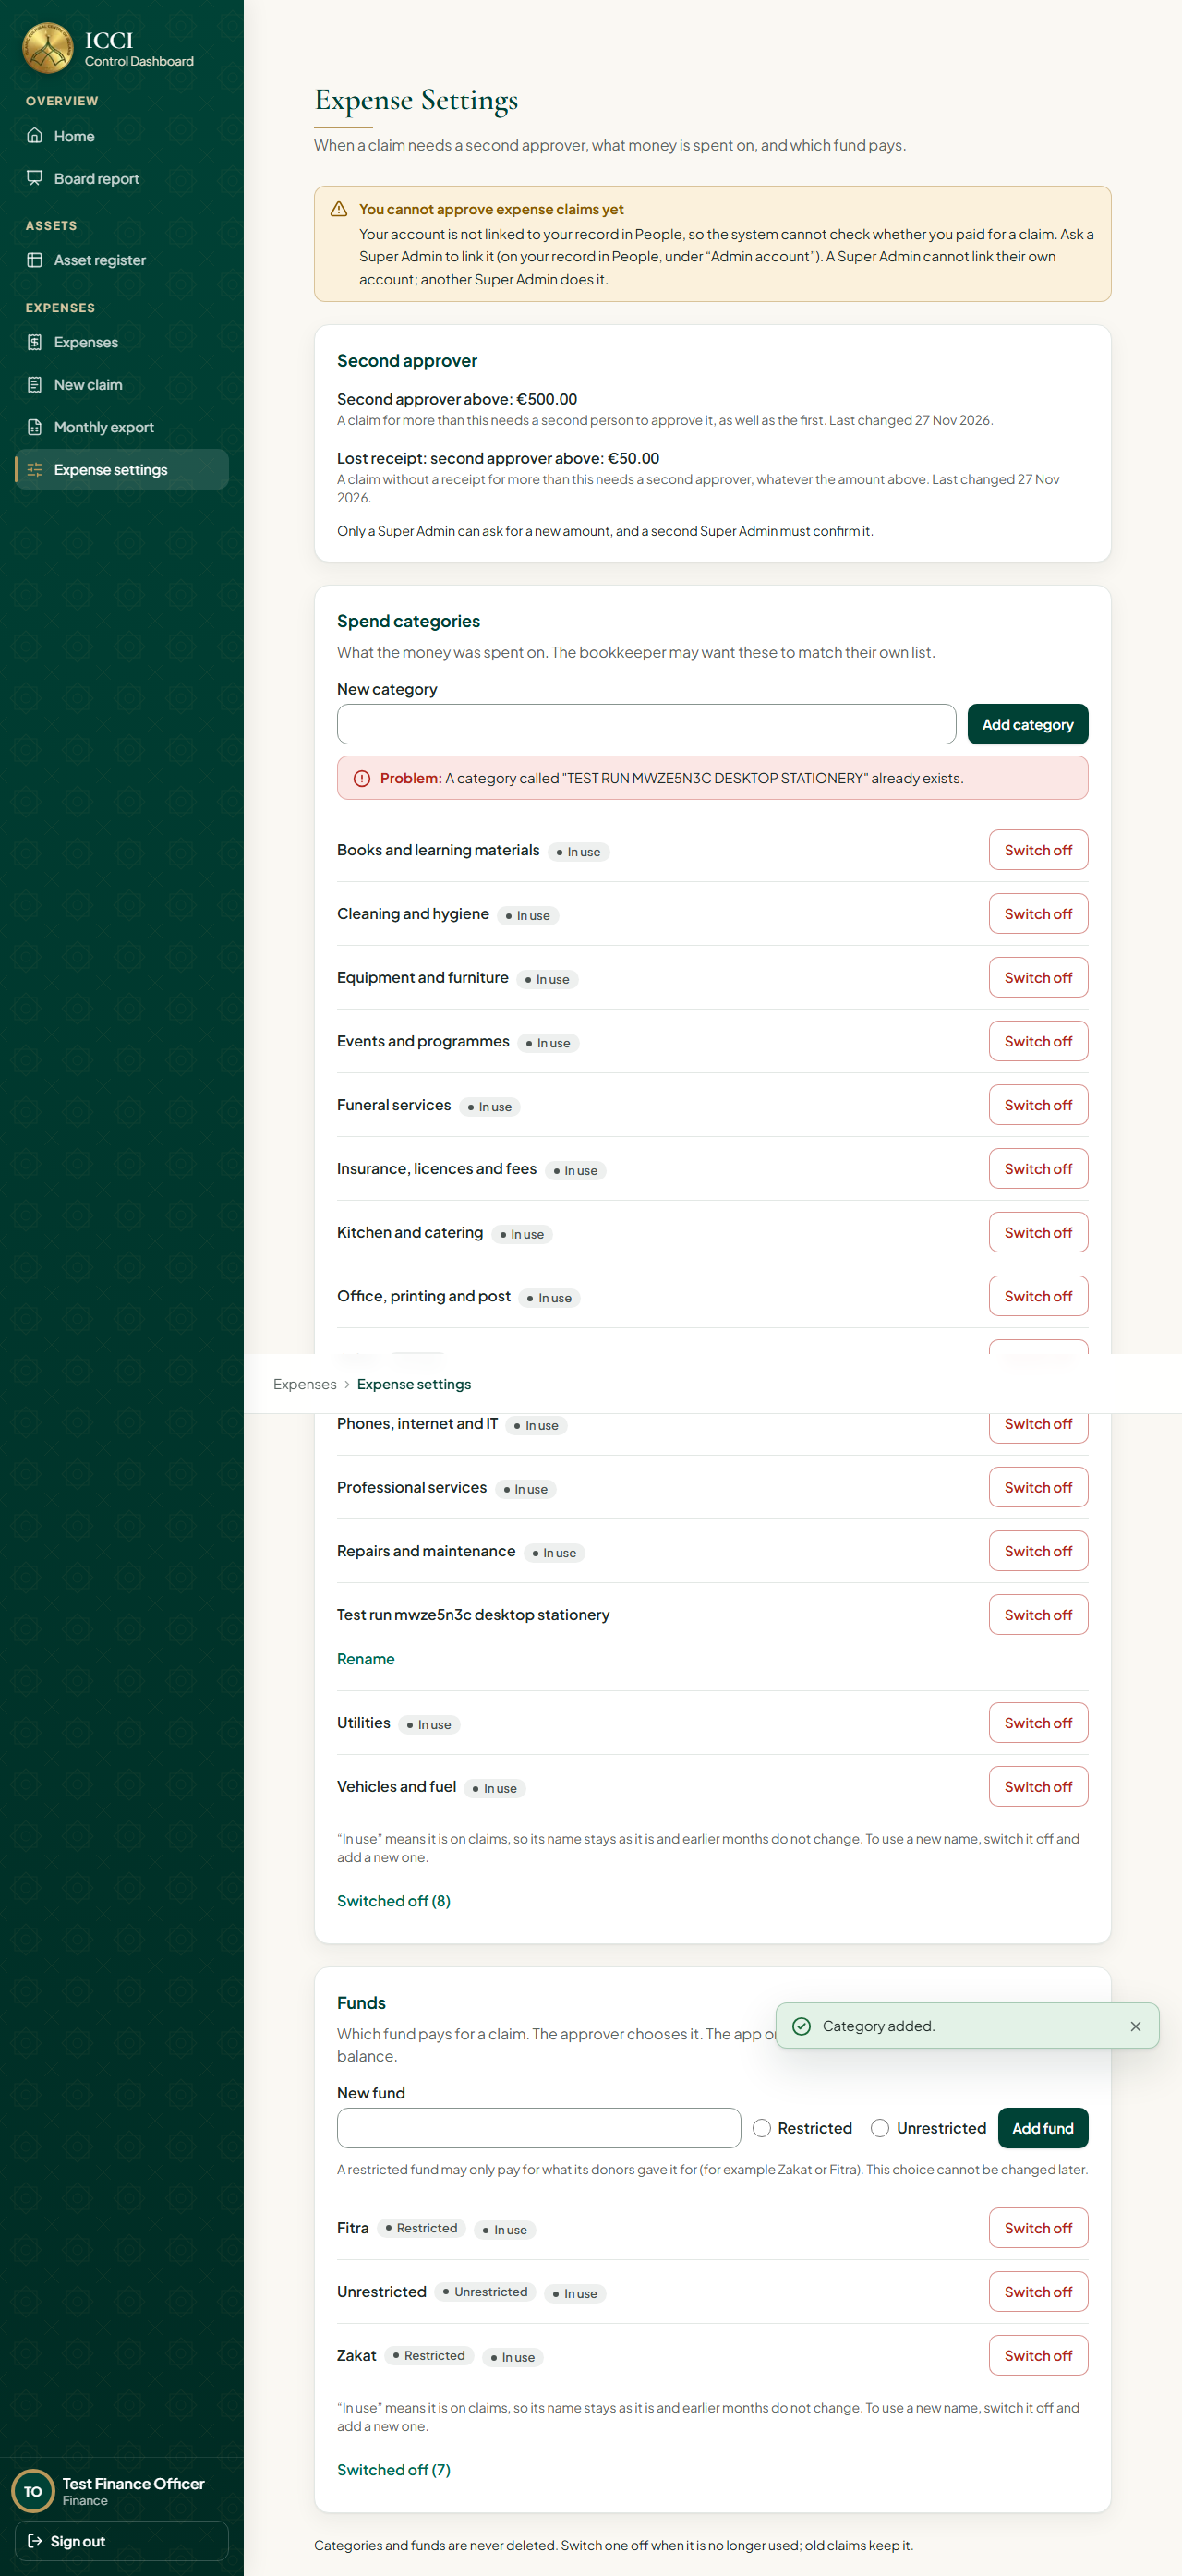 ICCI
Control Dashboard
OVERVIEW
Home
Board report
ASSETS
Asset register
EXPENSES
Expenses
New claim
Monthly export
Expense settings
Expense Settings
When a claim needs a second approver, what money is spent on, and which fund pays.
You cannot approve expense claims yet
Your account is not linked to your record in People, so the system cannot check whether you paid for a claim. Ask a
Super Admin to link it (on your record in People, under “Admin account”). A Super Admin cannot link their own
account; another Super Admin does it.
Second approver
Second approver above: €500.00
A claim for more than this needs a second person to approve it, as well as the first. Last changed 27 Nov 2026.
Lost receipt: second approver above: €50.00
A claim without a receipt for more than this needs a second approver, whatever the amount above. Last changed 27 Nov
2026.
Only a Super Admin can ask for a new amount, and a second Super Admin must confirm it.
Spend categories
What the money was spent on. The bookkeeper may want these to match their own list.
New category
Add category
Problem: A category called "TEST RUN MWZE5N3C DESKTOP STATIONERY" already exists.
Books and learning materials In use Switch off
Cleaning and hygiene In use Switch off
Equipment and furniture In use Switch off
Events and programmes In use Switch off
Funeral services In use Switch off
Insurance, licences and fees In use Switch off
Kitchen and catering In use Switch off
Office, printing and post In use Switch off
Expenses › Expense settings
Phones, internet and IT In use Switch off
Professional services In use Switch off
Repairs and maintenance In use Switch off
Test run mwze5n3c desktop stationery Switch off
Rename
Utilities In use Switch off
Vehicles and fuel In use Switch off
“In use” means it is on claims, so its name stays as it is and earlier months do not change. To use a new name, switch it off and
add a new one.
Switched off (8)
Funds
Which fund pays for a claim. The approver chooses it. The app
balance.
Category added.
New fund
Restricted Unrestricted Add fund
A restricted fund may only pay for what its donors gave it for (for example Zakat or Fitra). This choice cannot be changed later.
Fitra Restricted In use Switch off
Unrestricted Unrestricted In use Switch off
Zakat Restricted In use Switch off
“In use” means it is on claims, so its name stays as it is and earlier months do not change. To use a new name, switch it off and
add a new one.
Switched off (7)
Categories and funds are never deleted. Switch one off when it is no longer used; old claims keep it.
TO
Test Finance Officer
Finance
Sign out